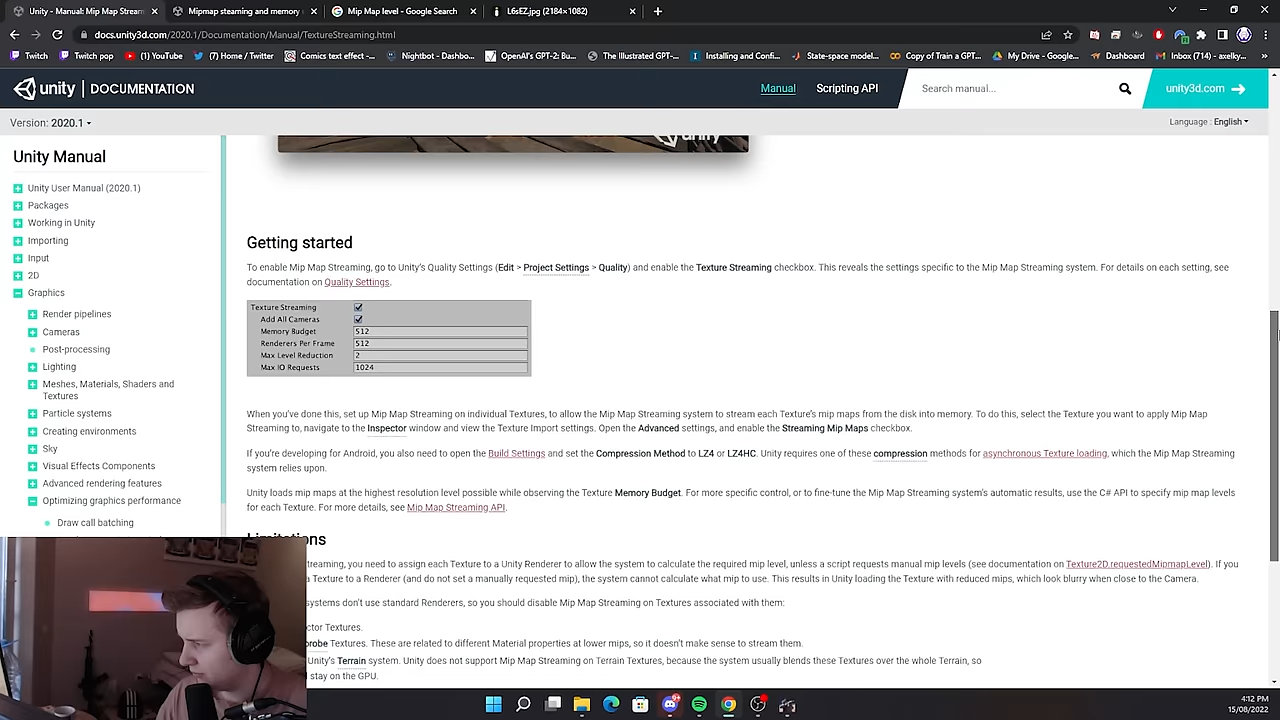 Unity - Manual: Mip Map Stream
Mipmap steaming and memory
Mip Map level - Google Search
L6sEZ.jpg (2184×1082)
docs.unity3d.com/2020.1/Documentation/Manual/TextureStreaming.html
Twitch
Twitch pop
(1) YouTube
(2) Home / Twitter
Comics text effect -...
Nightbot - Dashbo...
OpenAI's GPT-2: Bu...
The Illustrated GPT-...
Installing and Confi...
State-space model...
Copy of Train a GPT...
My Drive - Google...
Dashboard
Inbox (714) - axelky...
unity | DOCUMENTATION
Manual
Scripting API
Search manual...
unity3d.com
Version: 2020.1
Language : English
Unity Manual
Unity User Manual (2020.1)
Packages
Working in Unity
Importing
Input
2D
Graphics
Render pipelines
Cameras
Post-processing
Lighting
Meshes, Materials, Shaders and
Textures
Particle systems
Creating environments
Sky
Visual Effects Components
Advanced rendering features
Optimizing graphics performance
Draw call batching
unity
Getting started
To enable Mip Map Streaming, go to Unity's Quality Settings (Edit > Project Settings > Quality) and enable the Texture Streaming checkbox. This reveals the settings specific to the Mip Map Streaming system. For details on each setting, see
documentation on Quality Settings.
Texture Streaming
Add All Cameras
Memory Budget 512
Renderers Per Frame 512
Max Level Reduction 2
Max IO Requests 1024
When you've done this, set up Mip Map Streaming on individual Textures, to allow the Mip Map Streaming system to stream each Texture's mip maps from the disk into memory. To do this, select the Texture you want to apply Mip Map
Streaming to, navigate to the Inspector window and view the Texture Import settings. Open the Advanced settings, and enable the Streaming Mip Maps checkbox.
If you're developing for Android, you also need to open the Build Settings and set the Compression Method to LZ4 or LZ4HC. Unity requires one of these compression methods for asynchronous Texture loading, which the Mip Map Streaming
system relies upon.
Unity loads mip maps at the highest resolution level possible while observing the Texture Memory Budget. For more specific control, or to fine-tune the Mip Map Streaming system's automatic results, use the C# API to specify mip map levels
for each Texture. For more details, see Mip Map Streaming API.
Limitations
treaming, you need to assign each Texture to a Unity Renderer to allow the system to calculate the required mip level, unless a script requests manual mip levels (see documentation on Texture2D.requestedMipmapLevel). If you
a Texture to a Renderer (and do not set a manually requested mip), the system cannot calculate what mip to use. This results in Unity loading the Texture with reduced mips, which look blurry when close to the Camera.
systems don't use standard Renderers, so you should disable Mip Map Streaming on Textures associated with them:
ctor Textures.
probe Textures. These are related to different Material properties at lower mips, so it doesn't make sense to stream them.
Unity's Terrain system. Unity does not support Mip Map Streaming on Terrain Textures, because the system usually blends these Textures over the whole Terrain, so
stay on the GPU.
4:12 PM
15/08/2022